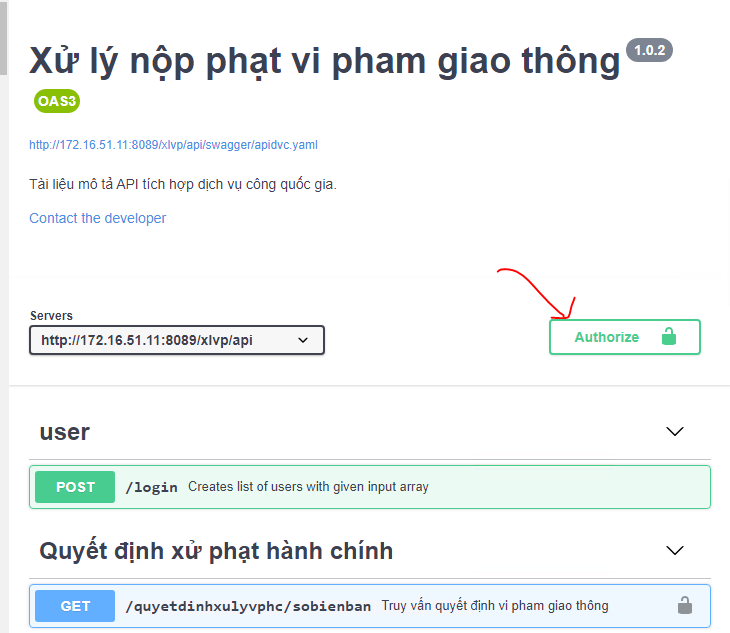 Xử lý nộp phạt vi phạm giao thông 1.0.2
OAS3
http://172.16.51.11:8089/xlvp/api/swagger/apidvc.yaml
Tài liệu mô tả API tích hợp dịch vụ công quốc gia.
Contact the developer
Servers
http://172.16.51.11:8089/xlvp/api
Authorize
user
POST /login Creates list of users with given input array
Quyết định xử phạt hành chính
GET /quyetdinhxulyvphc/sobienban Truy vấn quyết định vi phạm giao thông